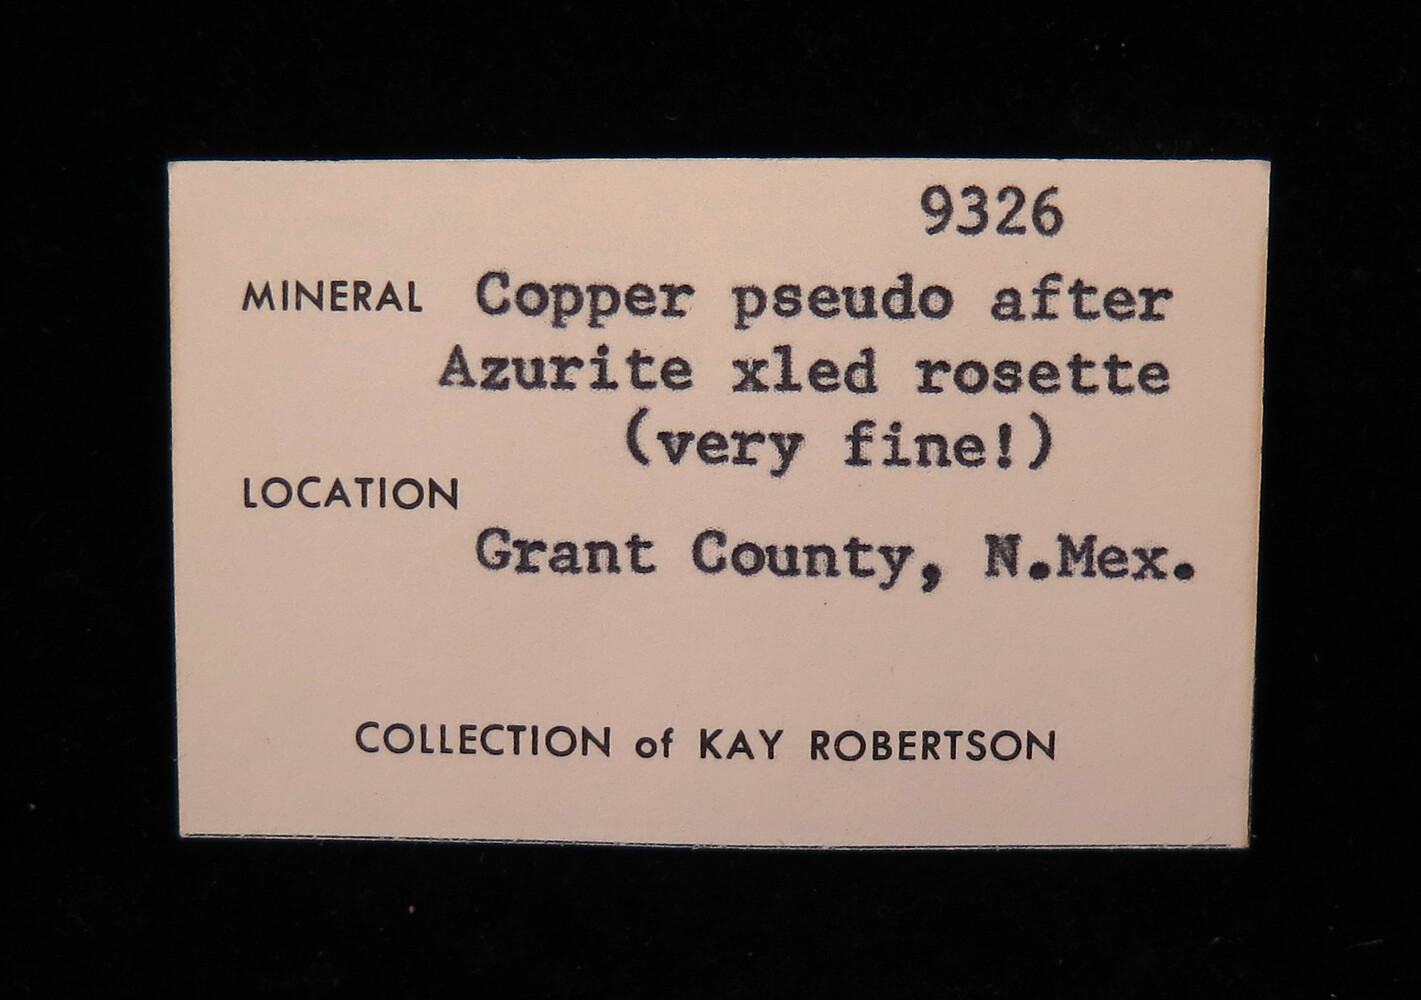 9326
MINERAL Copper pseudo after
Azurite xled rosette
(very fine!)
LOCATION
Grant County, N.Mex.
COLLECTION of KAY ROBERTSON